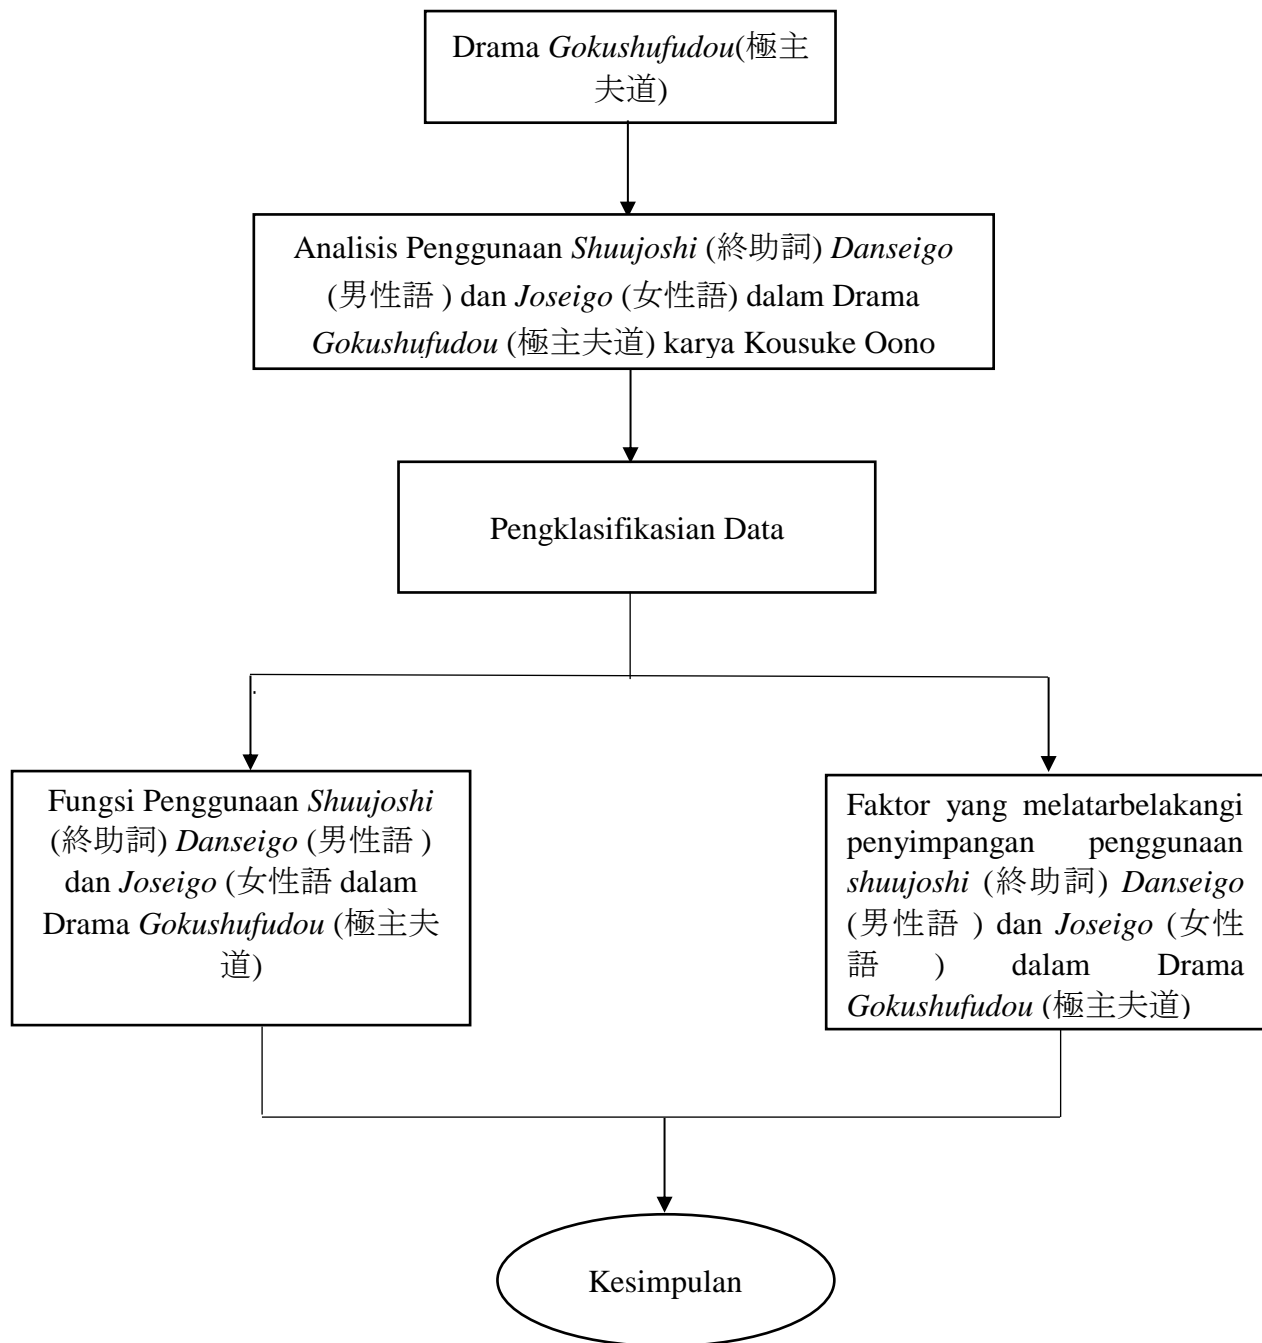 Drama Gokushufudou(極主
夫道)
Analisis Penggunaan Shuujoshi (終助詞) Danseigo
(男性語 ) dan Joseigo (女性語) dalam Drama
Gokushufudou (極主夫道) karya Kousuke Oono
Pengklasifikasian Data
Fungsi Penggunaan Shuujoshi
(終助詞) Danseigo (男性語 )
dan Joseigo (女性語 dalam
Drama Gokushufudou (極主夫
道)
Faktor yang melatarbelakangi
penyimpangan penggunaan
shuujoshi (終助詞) Danseigo
(男性語 ) dan Joseigo (女性
語 ) dalam Drama
Gokushufudou (極主夫道)
Kesimpulan